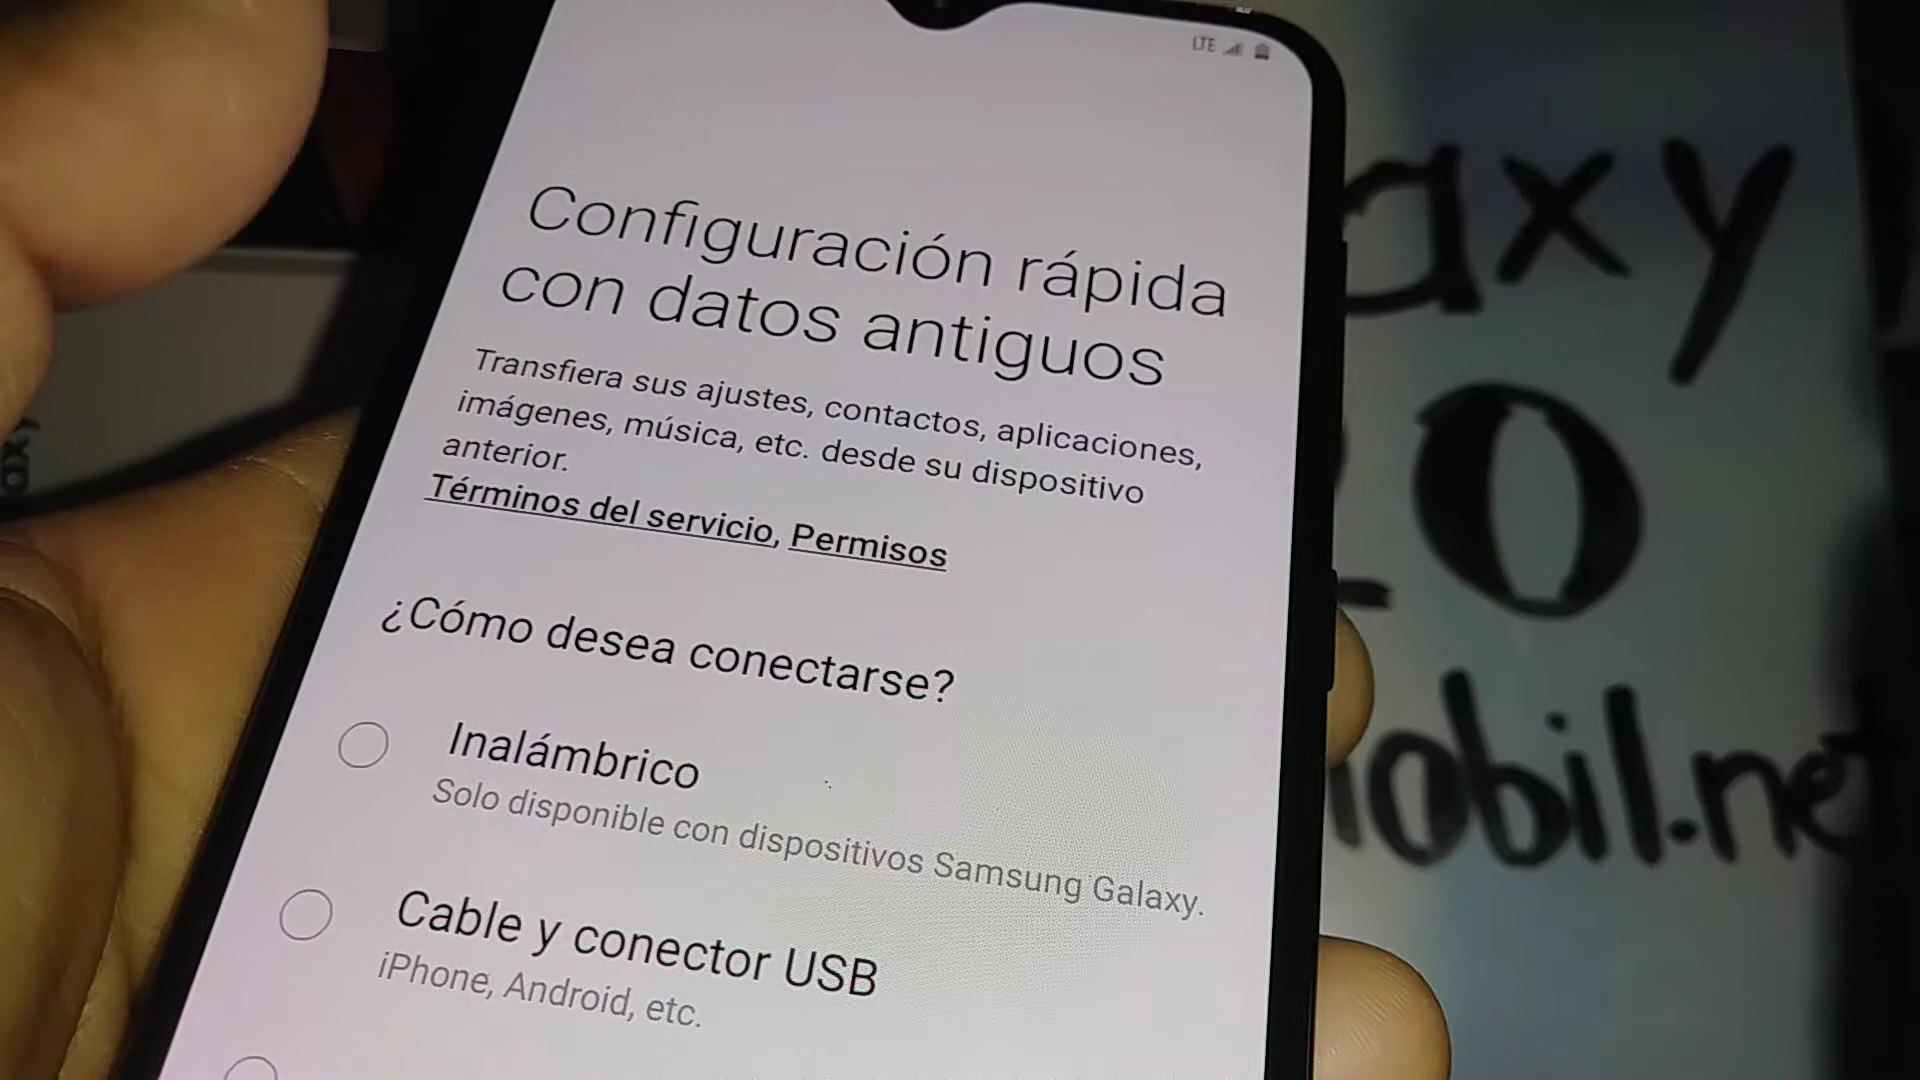 LTE
Configuración rápida
con datos antiguos
Transfiera sus ajustes, contactos, aplicaciones,
imágenes, música, etc. desde su dispositivo
anterior.
Términos del servicio, Permisos
¿Cómo desea conectarse?
Inalámbrico
Solo disponible con dispositivos Samsung Galaxy.
Cable y conector USB
iPhone, Android, etc.
axy
0
obil.net